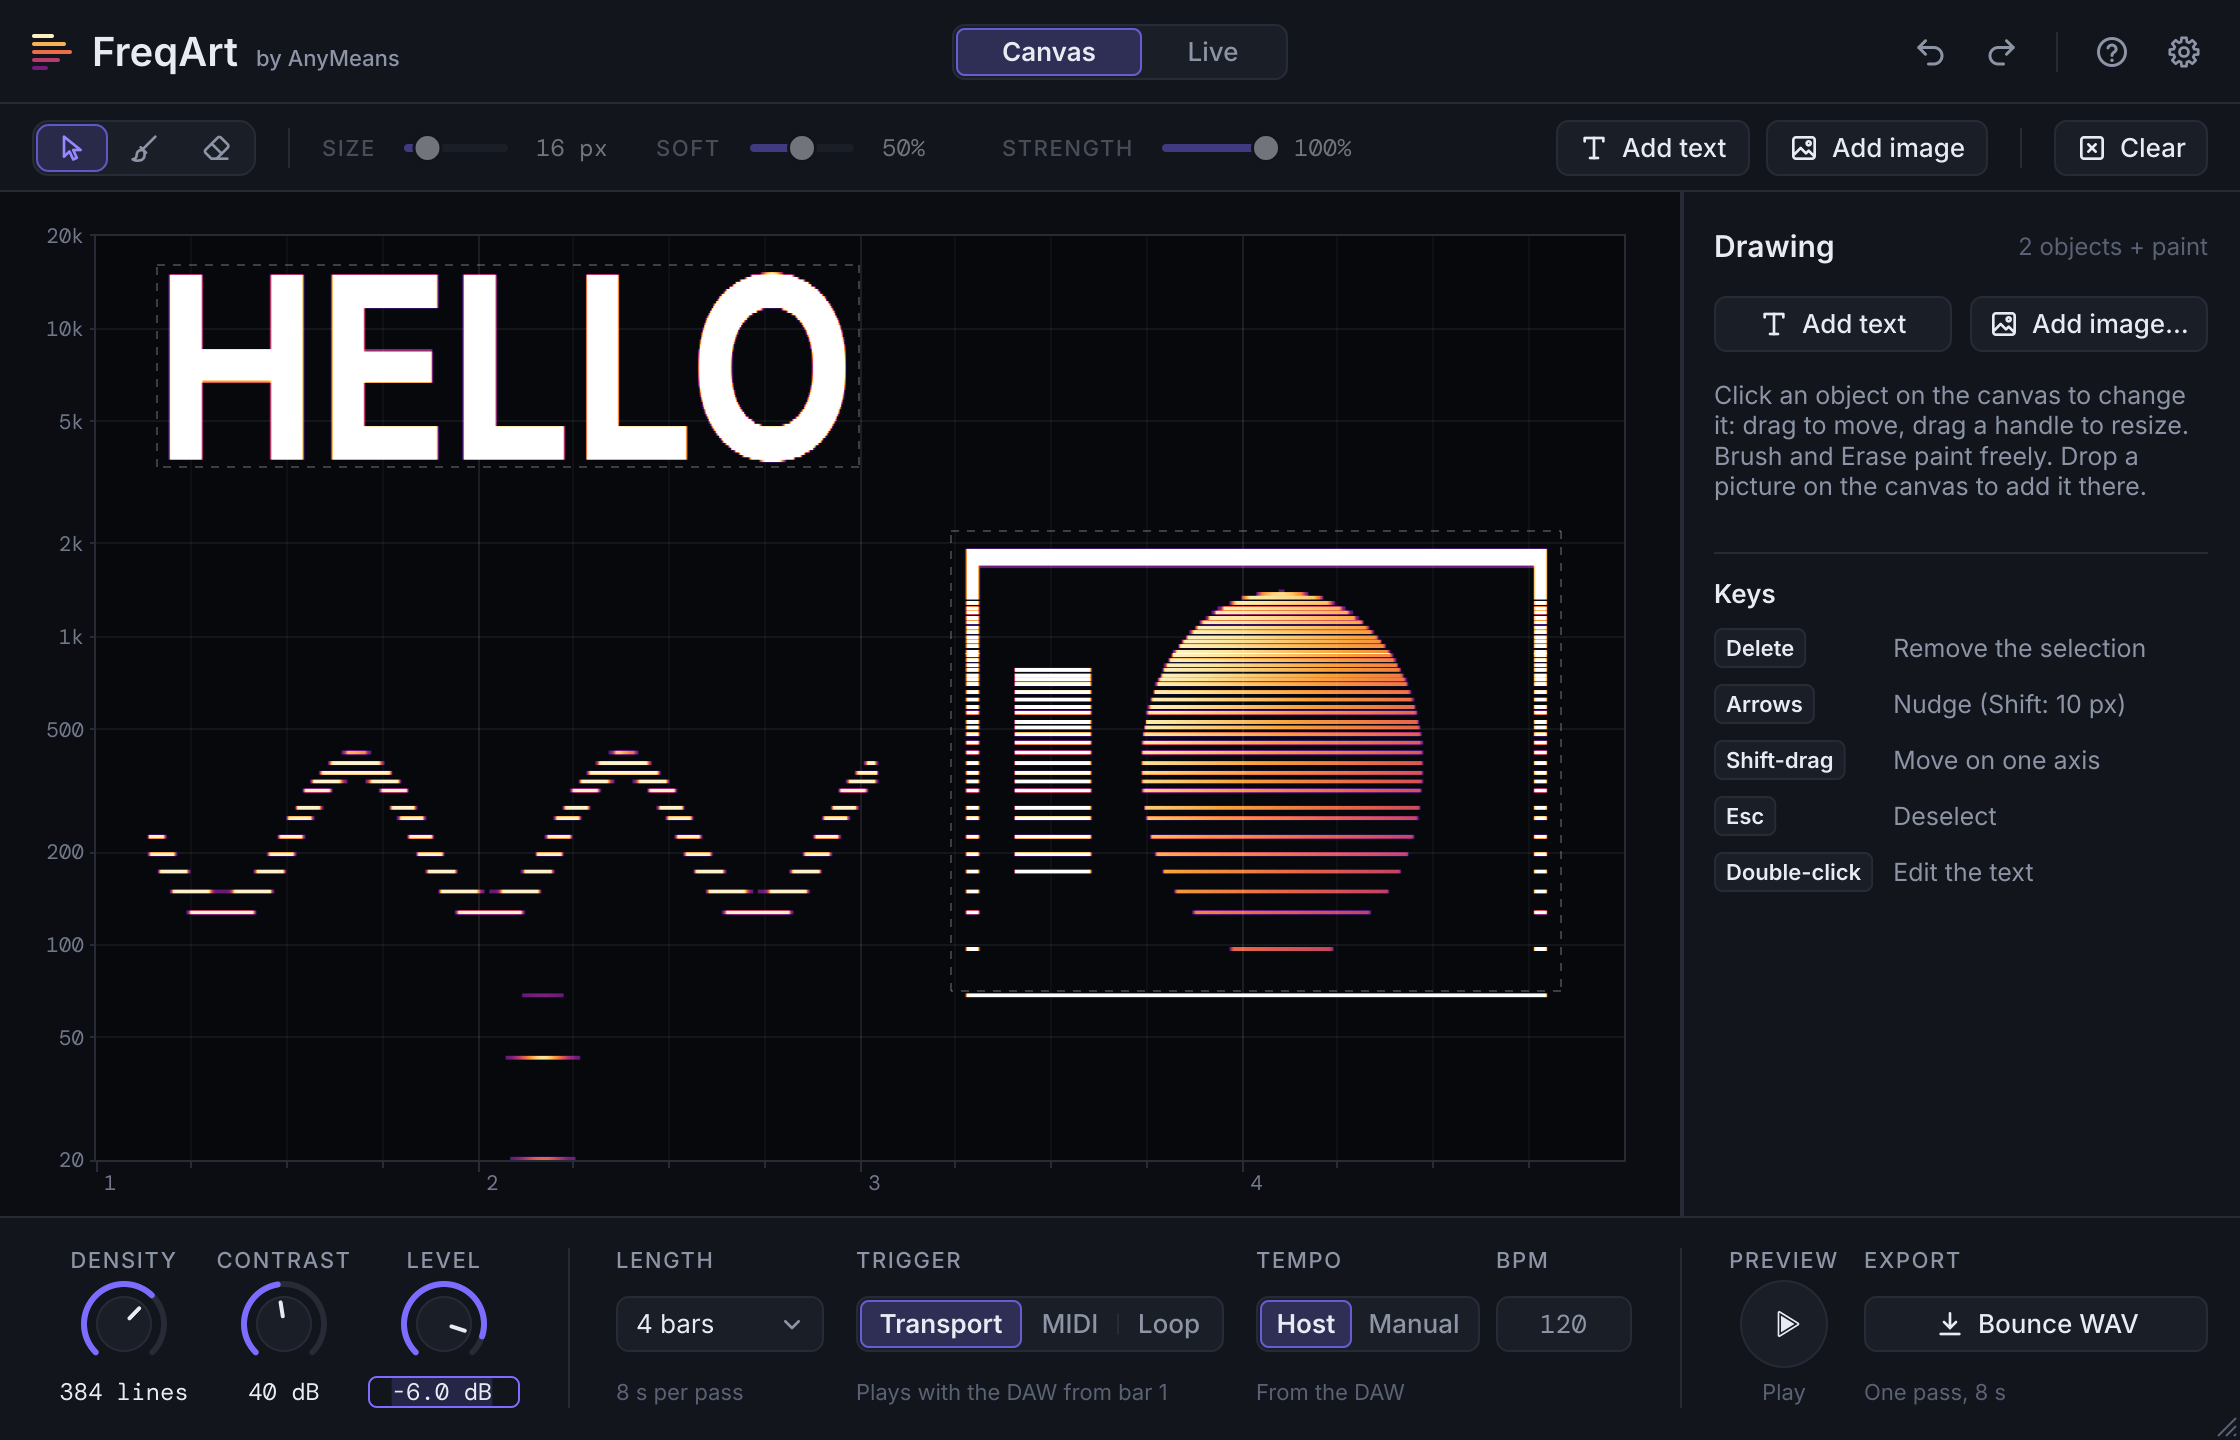 FreqArt by AnyMeans
Canvas Live
SIZE 16 px SOFT 50% STRENGTH 100%
Add text Add image Clear
20k
10k
5k
2k
1k
500
200
100
50
20
1 2 3 4
HELLO
Drawing 2 objects + paint
Add text Add image...
Click an object on the canvas to change
it: drag to move, drag a handle to resize.
Brush and Erase paint freely. Drop a
picture on the canvas to add it there.
Keys
Delete Remove the selection
Arrows Nudge (Shift: 10 px)
Shift-drag Move on one axis
Esc Deselect
Double-click Edit the text
DENSITY CONTRAST LEVEL LENGTH TRIGGER TEMPO BPM PREVIEW EXPORT
4 bars Transport MIDI Loop Host Manual 120 Bounce WAV
384 lines 40 dB -6.0 dB 8 s per pass Plays with the DAW from bar 1 From the DAW Play One pass, 8 s